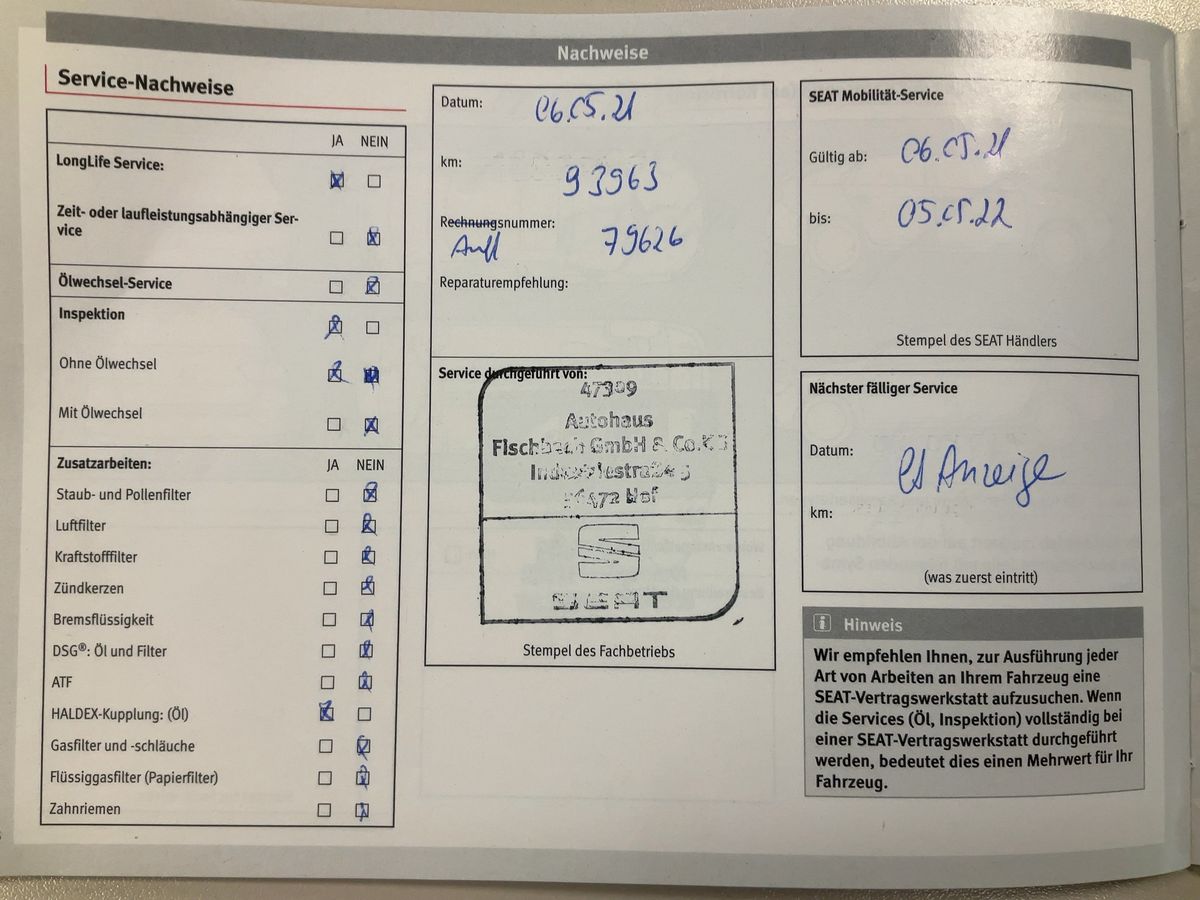 Nachweise
Service-Nachweise
JA NEIN
LongLife Service:
Zeit- oder laufleistungsabhängiger Ser-
vice
Ölwechsel-Service
Inspektion
Ohne Ölwechsel
Mit Ölwechsel
Zusatzarbeiten: JA NEIN
Staub- und Pollenfilter
Luftfilter
Kraftstofffilter
Zündkerzen
Bremsflüssigkeit
DSG®: Öl und Filter
ATF
HALDEX-Kupplung: (Öl)
Gasfilter und -schläuche
Flüssiggasfilter (Papierfilter)
Zahnriemen
Datum: 06.05.21
km: 93963
Rechnungsnummer:
79626
Reparaturempfehlung:
Service durchgeführt von:
Autohaus
Fischbach GmbH & Co.KG
Hof
SEAT
Stempel des Fachbetriebs
SEAT Mobilität-Service
Gültig ab: 06.05.21
bis: 05.05.22
Stempel des SEAT Händlers
Nächster fälliger Service
Datum: Anzeige
km:
(was zuerst eintritt)
i Hinweis
Wir empfehlen Ihnen, zur Ausführung jeder
Art von Arbeiten an Ihrem Fahrzeug eine
SEAT-Vertragswerkstatt aufzusuchen. Wenn
die Services (Öl, Inspektion) vollständig bei
einer SEAT-Vertragswerkstatt durchgeführt
werden, bedeutet dies einen Mehrwert für Ihr
Fahrzeug.